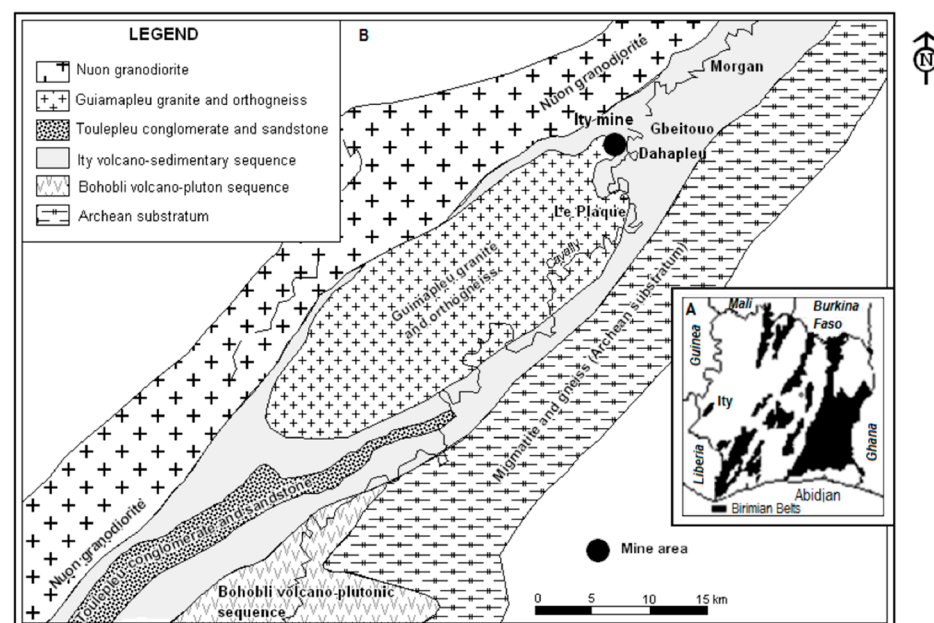 LEGEND
Nuon granodiorite
Guiamapleu granite and orthogneiss
Toulepleu conglomerate and sandstone
Ity volcano-sedimentary sequence
Bohobli volcano-pluton sequence
Archean substratum
B
N
Nuon granodiorite
Morgan
Ity mine
Gbeitouo
Dahapleu
Le Plaque
Guimapleu granite
and orthogneiss
Migmatite and gneiss (Archean substratum)
Nuon granodiorite
Toulepleu conglomerate and sandstone
Bohobli volcano-plutonic
sequence
A
Mali
Burkina
Faso
Guinea
Ity
Liberia
Ghana
Abidjan
Birimian Belts
Mine area
0 5 10 15 km